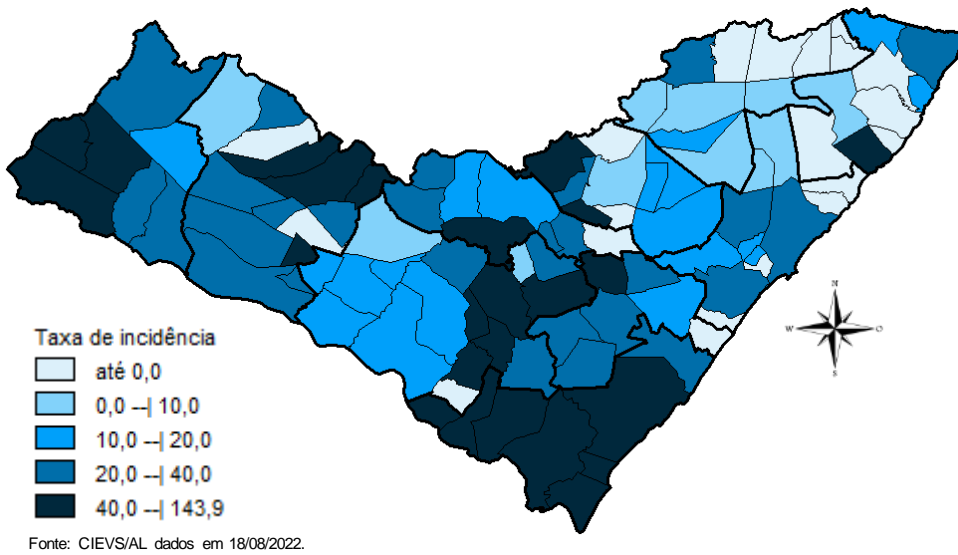 N
W
O
S
Taxa de incidência
até 0,0
0,0 --| 10,0
10,0 --| 20,0
20,0 --| 40,0
40,0 --| 143,9
Fonte: CIEVS/AL dados em 18/08/2022.